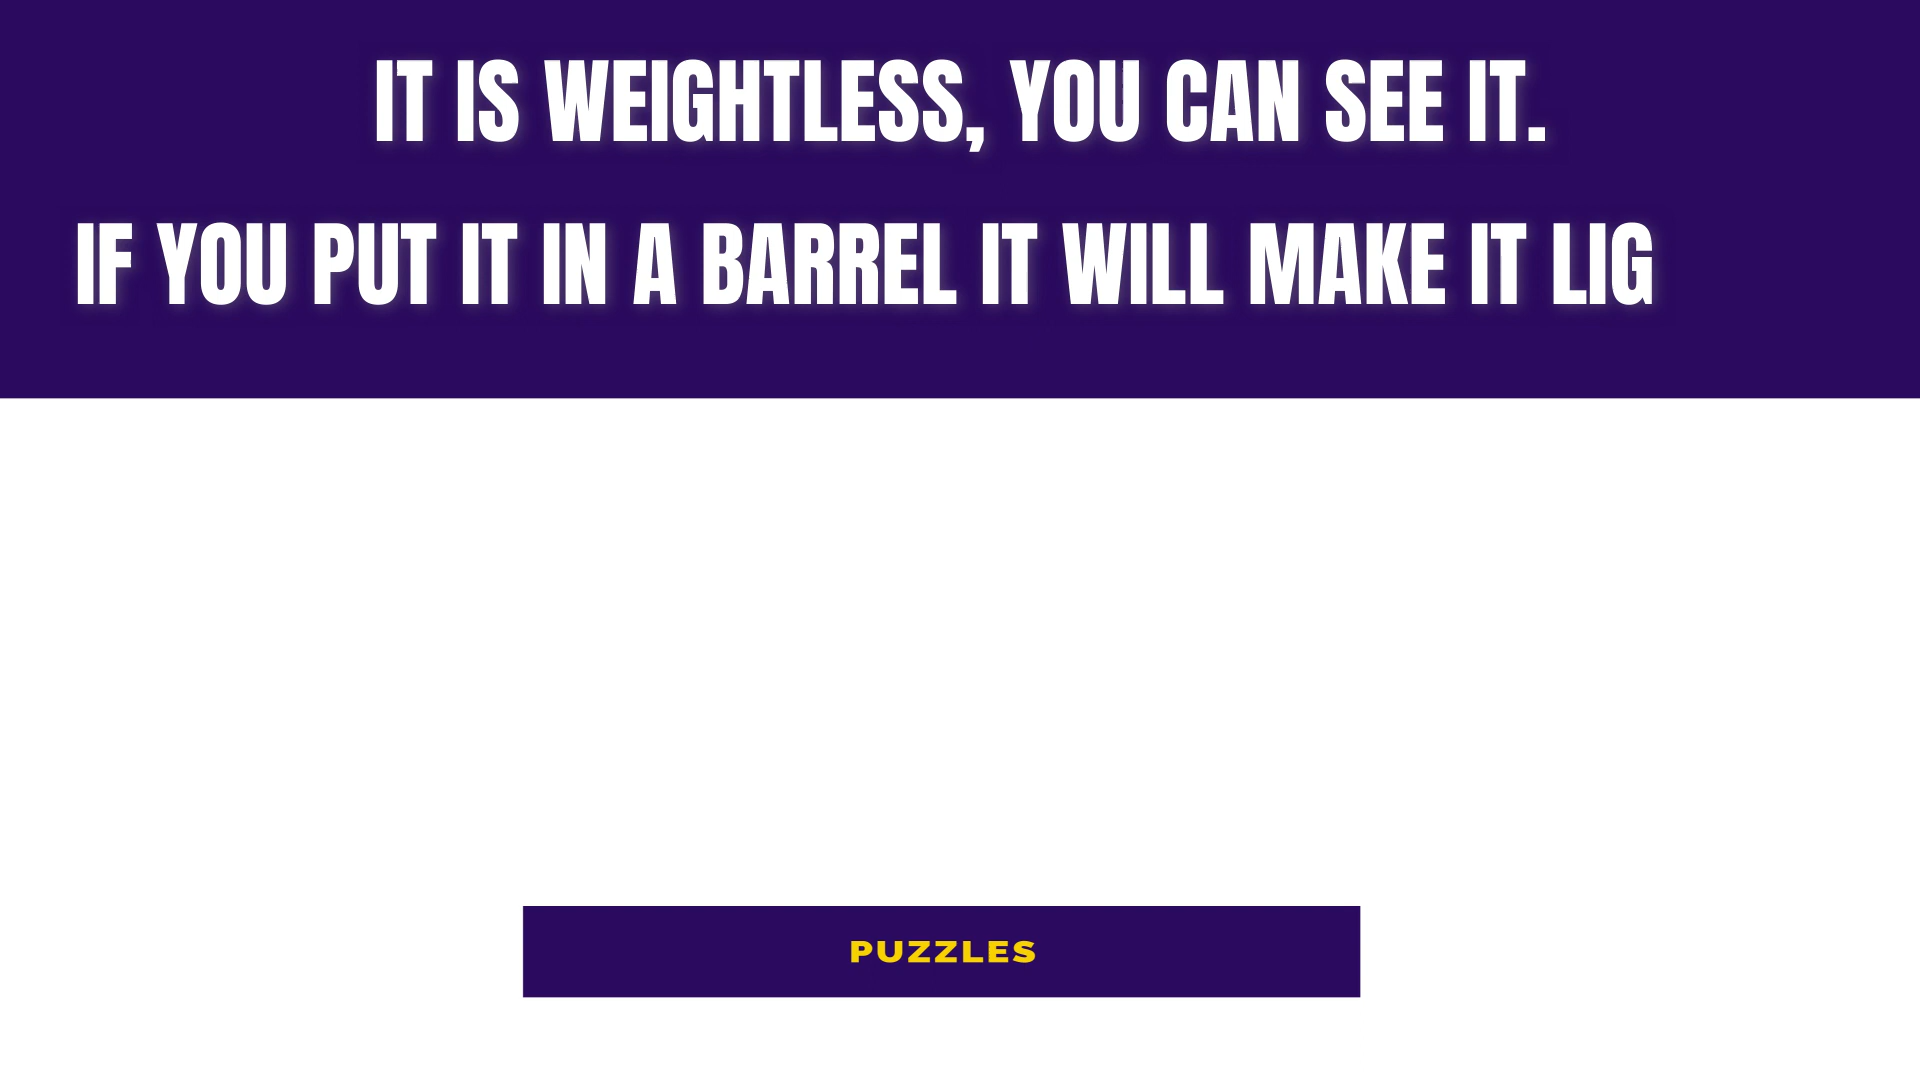 IT IS WEIGHTLESS, YOU CAN SEE IT.
IF YOU PUT IT IN A BARREL IT WILL MAKE IT LIG
PUZZLES